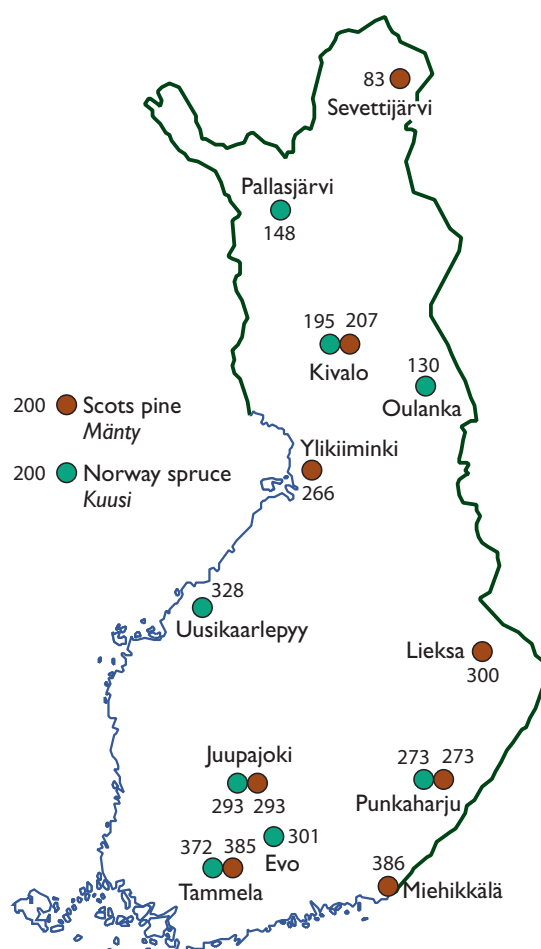 83
Sevettijärvi
Pallasjärvi
148
195 207
Kivalo
130
Oulanka
200 Scots pine
Mänty
200 Norway spruce
Kuusi
Ylikiiminki
266
328
Uusikaarlepyy
Lieksa
300
Juupajoki
293 293
273 273
Punkaharju
301
Evo
372 385
Tammela
386
Miehikkälä